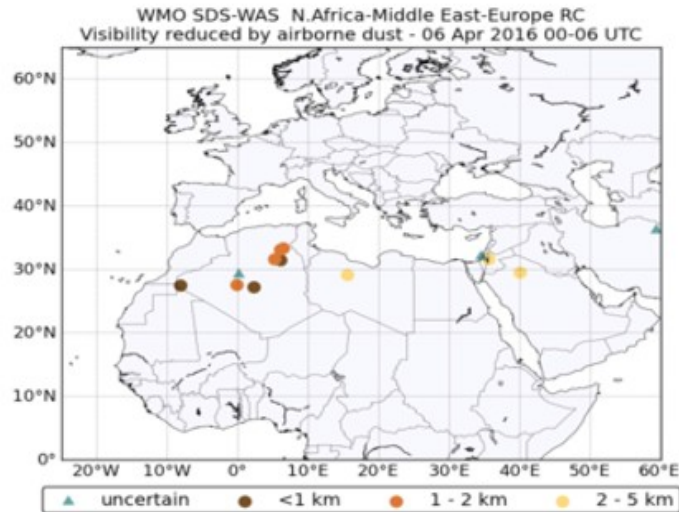 WMO SDS-WAS N.Africa-Middle East-Europe RC
Visibility reduced by airborne dust - 06 Apr 2016 00-06 UTC
60°N
50°N
40°N
30°N
20°N
10°N
0°
20°W 10°W 0° 10°E 20°E 30°E 40°E 50°E 60°E
uncertain <1 km 1 - 2 km 2 - 5 km